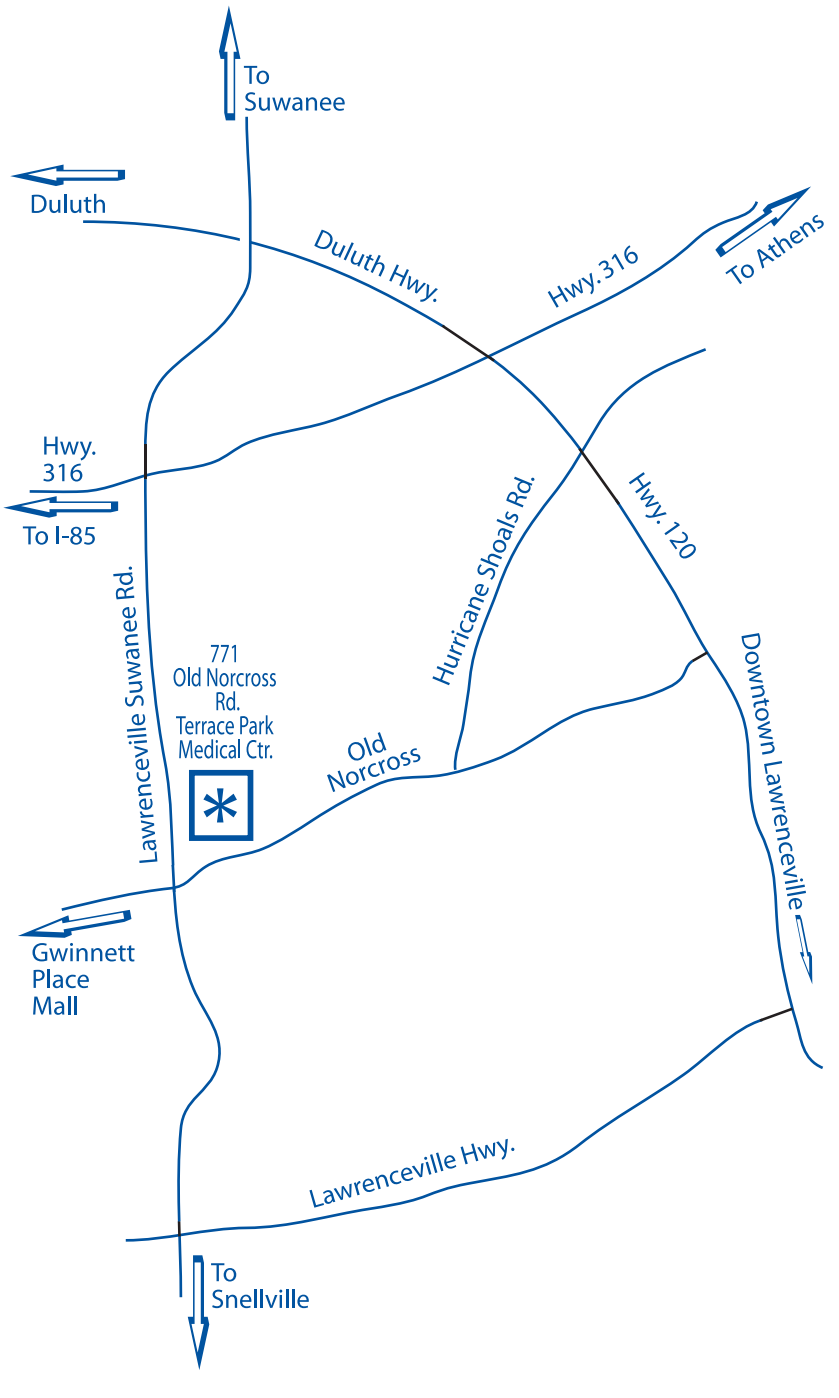 To
Suwanee
Duluth
Duluth Hwy.
Hwy. 316
To Athens
Hwy.
316
To I-85
Hurricane Shoals Rd.
Hwy. 120
Lawrenceville Suwanee Rd.
771
Old Norcross
Rd.
Terrace Park
Medical Ctr.
*
Old
Norcross
Downtown Lawrenceville
Gwinnett
Place
Mall
Lawrenceville Hwy.
To
Snellville